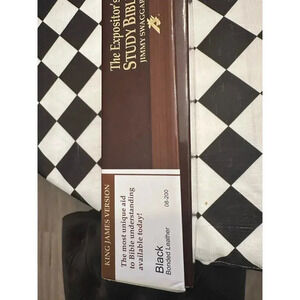 The Expositor's
STUDY BIBLE
JIMMY SWAGGAR
KING JAMES VERSION
The most unique aid
to Bible understanding
available today!
Black
Bonded Leather
08-200